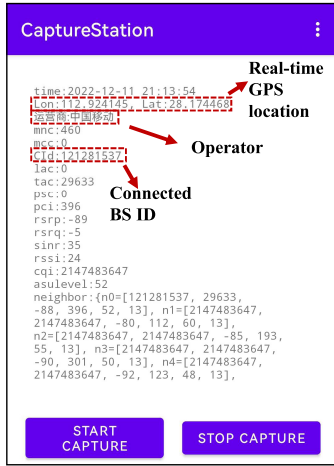 CaptureStation
time:2022-12-11 21:13:54
Lon:112.924145, Lat:28.174468
运营商:中国移动
mnc:460
mcc:0
CId:121281537
lac:0
tac:29633
psc:0
pci:396
rsrp:-89
rsrq:-5
sinr:35
rssi:24
cqi:2147483647
asulevel:52
neighbor:{n0=[121281537, 29633,
-88, 396, 52, 13], n1=[2147483647,
2147483647, -80, 112, 60, 13],
n2=[2147483647, 2147483647, -85, 193,
55, 13], n3=[2147483647, 2147483647,
-90, 301, 50, 13], n4=[2147483647,
2147483647, -92, 123, 48, 13],
Real-time
GPS
location
Operator
Connected
BS ID
START
CAPTURE
STOP CAPTURE